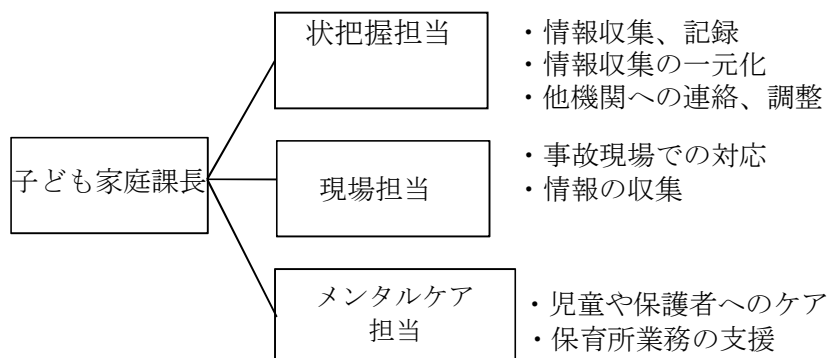 状把握担当
・情報収集、記録
・情報収集の一元化
・他機関への連絡、調整
子ども家庭課長
現場担当
・事故現場での対応
・情報の収集
メンタルケア
担当
・児童や保護者へのケア
・保育所業務の支援